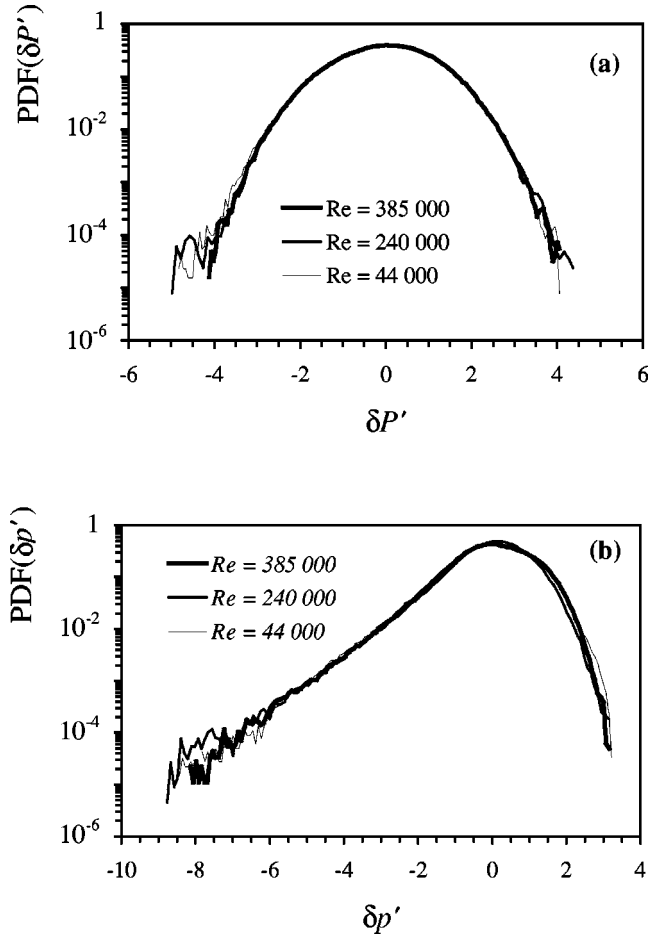 1
PDF(δP′)
(a)
10⁻²
Re = 385 000
10⁻⁴
Re = 240 000
Re = 44 000
10⁻⁶
-6 -4 -2 0 2 4 6
δP′
1
PDF(δp′)
(b)
Re = 385 000
10⁻²
Re = 240 000
Re = 44 000
10⁻⁴
10⁻⁶
-10 -8 -6 -4 -2 0 2 4
δp′